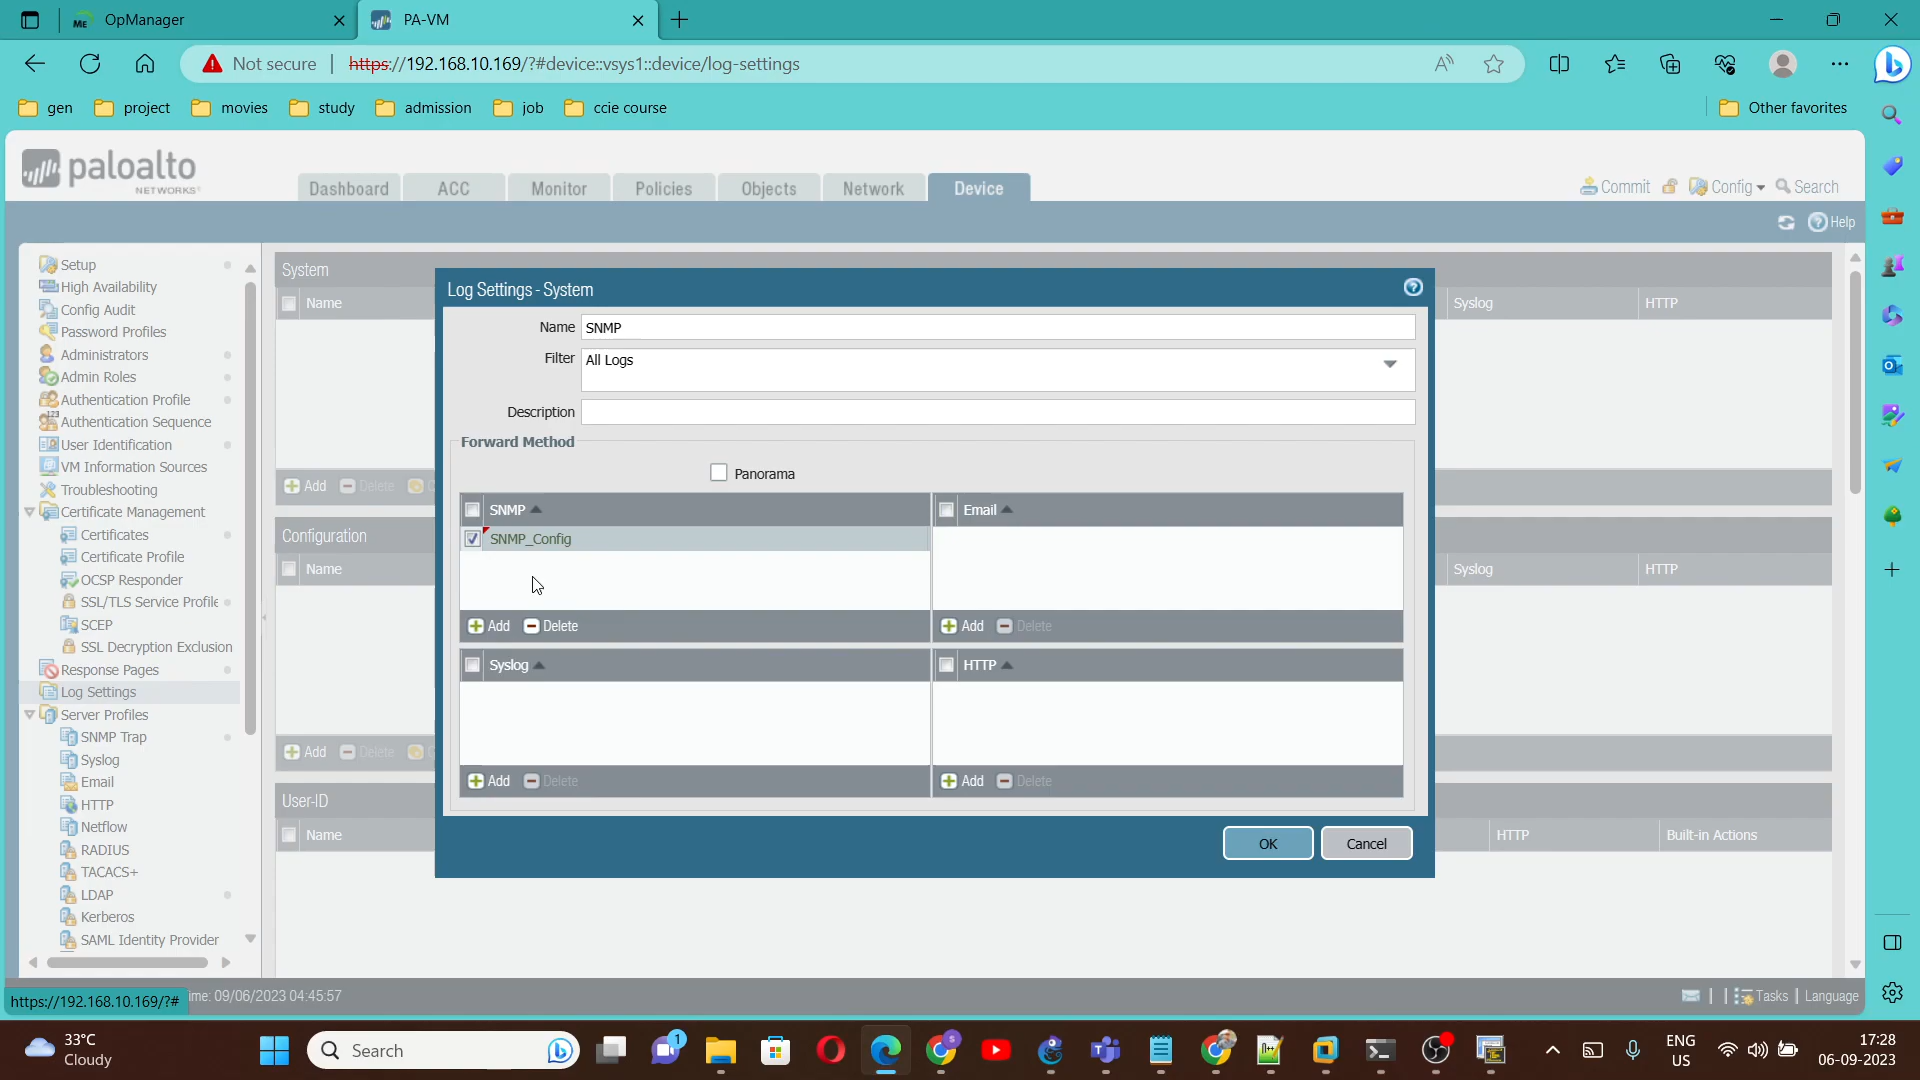 OpManager
PA-VM
Not secure
https://192.168.10.169/?#device::vsys1::device/log-settings
gen
project
movies
study
admission
job
ccie course
Other favorites
paloalto
NETWORKS®
Dashboard
ACC
Monitor
Policies
Objects
Network
Device
Commit
Config
Search
Help
Setup
High Availability
Config Audit
Password Profiles
Administrators
Admin Roles
Authentication Profile
Authentication Sequence
User Identification
VM Information Sources
Troubleshooting
Certificate Management
Certificates
Certificate Profile
OCSP Responder
SSL/TLS Service Profile
SCEP
SSL Decryption Exclusion
Response Pages
Log Settings
Server Profiles
SNMP Trap
Syslog
Email
HTTP
Netflow
RADIUS
TACACS+
LDAP
Kerberos
SAML Identity Provider
System
Name
Syslog
HTTP
Add
Delete
Configuration
Name
Syslog
HTTP
Add
Delete
User-ID
Name
HTTP
Built-in Actions
Log Settings - System
Name
SNMP
Filter
All Logs
Description
Forward Method
Panorama
SNMP
Email
SNMP_Config
Add
Delete
Add
Delete
Syslog
HTTP
Add
Delete
Add
Delete
OK
Cancel
https://192.168.10.169/?#
ime: 09/06/2023 04:45:57
Tasks
Language
33°C
Cloudy
Search
1
ENG
US
17:28
06-09-2023